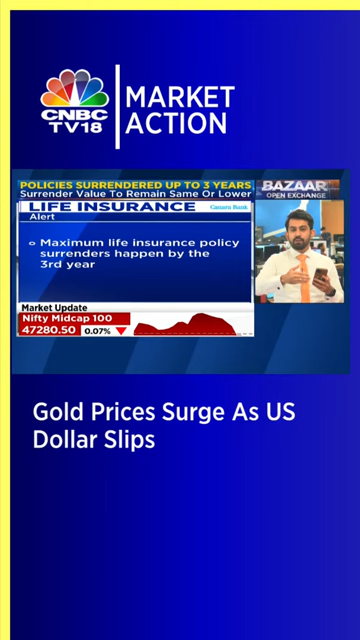 CNBC
TV18
MARKET
ACTION
POLICIES SURRENDERED UP TO 3 YEARS
Surrender Value To Remain Same Or Lower
BAZAAR
OPEN EXCHANGE
LIFE INSURANCE
Canara Bank
Alert
Maximum life insurance policy
surrenders happen by the
3rd year
Market Update
Nifty Midcap 100
47280.50 0.07%
Gold Prices Surge As US
Dollar Slips